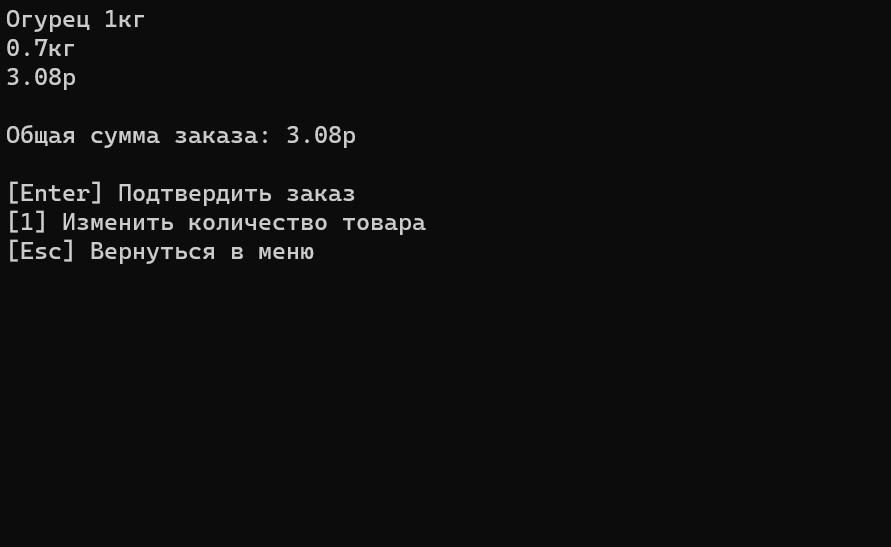 Огурец 1кг
0.7кг
3.08р
Общая сумма заказа: 3.08р
[Enter] Подтвердить заказ
[1] Изменить количество товара
[Esc] Вернуться в меню